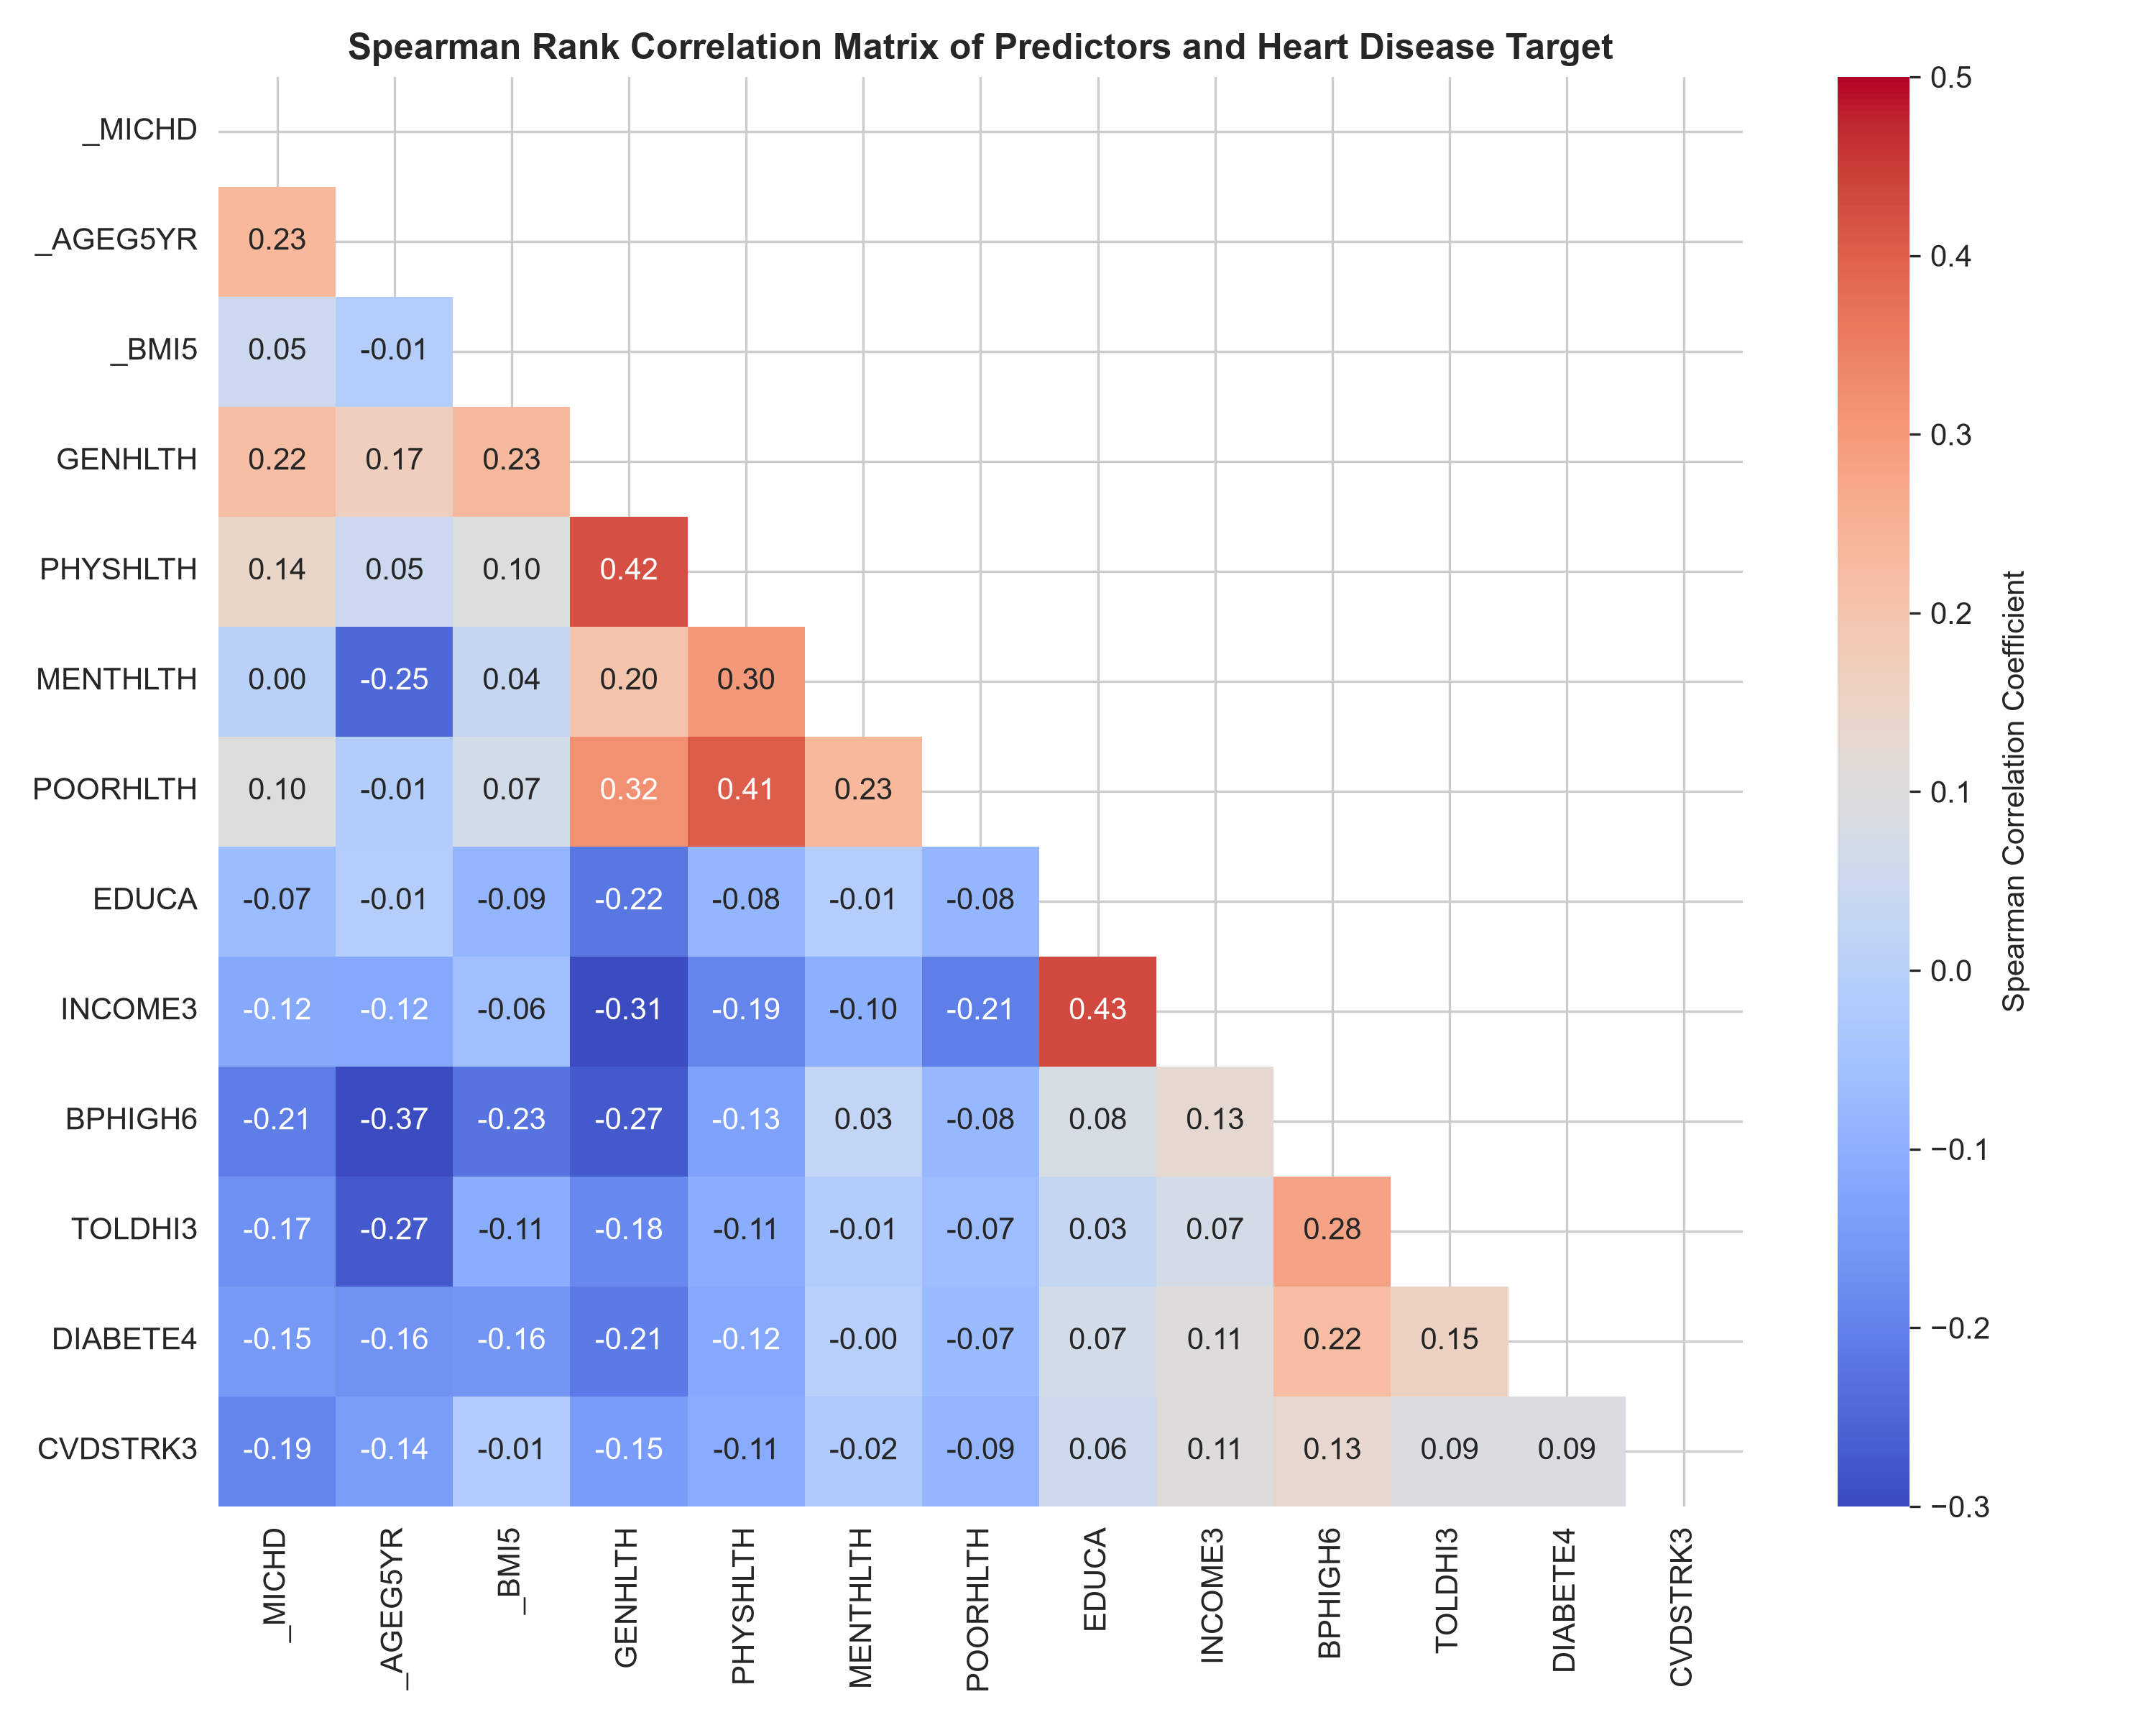 Spearman Rank Correlation Matrix of Predictors and Heart Disease Target
_MICHD
_AGEG5YR 0.23
_BMI5 0.05 -0.01
GENHLTH 0.22 0.17 0.23
PHYSHLTH 0.14 0.05 0.10 0.42
MENTHLTH 0.00 -0.25 0.04 0.20 0.30
POORHLTH 0.10 -0.01 0.07 0.32 0.41 0.23
EDUCA -0.07 -0.01 -0.09 -0.22 -0.08 -0.01 -0.08
INCOME3 -0.12 -0.12 -0.06 -0.31 -0.19 -0.10 -0.21 0.43
BPHIGH6 -0.21 -0.37 -0.23 -0.27 -0.13 0.03 -0.08 0.08 0.13
TOLDHI3 -0.17 -0.27 -0.11 -0.18 -0.11 -0.01 -0.07 0.03 0.07 0.28
DIABETE4 -0.15 -0.16 -0.16 -0.21 -0.12 -0.00 -0.07 0.07 0.11 0.22 0.15
CVDSTRK3 -0.19 -0.14 -0.01 -0.15 -0.11 -0.02 -0.09 0.06 0.11 0.13 0.09 0.09
_MICHD _AGEG5YR _BMI5 GENHLTH PHYSHLTH MENTHLTH POORHLTH EDUCA INCOME3 BPHIGH6 TOLDHI3 DIABETE4 CVDSTRK3
0.5
0.4
0.3
0.2
0.1
0.0
−0.1
−0.2
−0.3
Spearman Correlation Coefficient